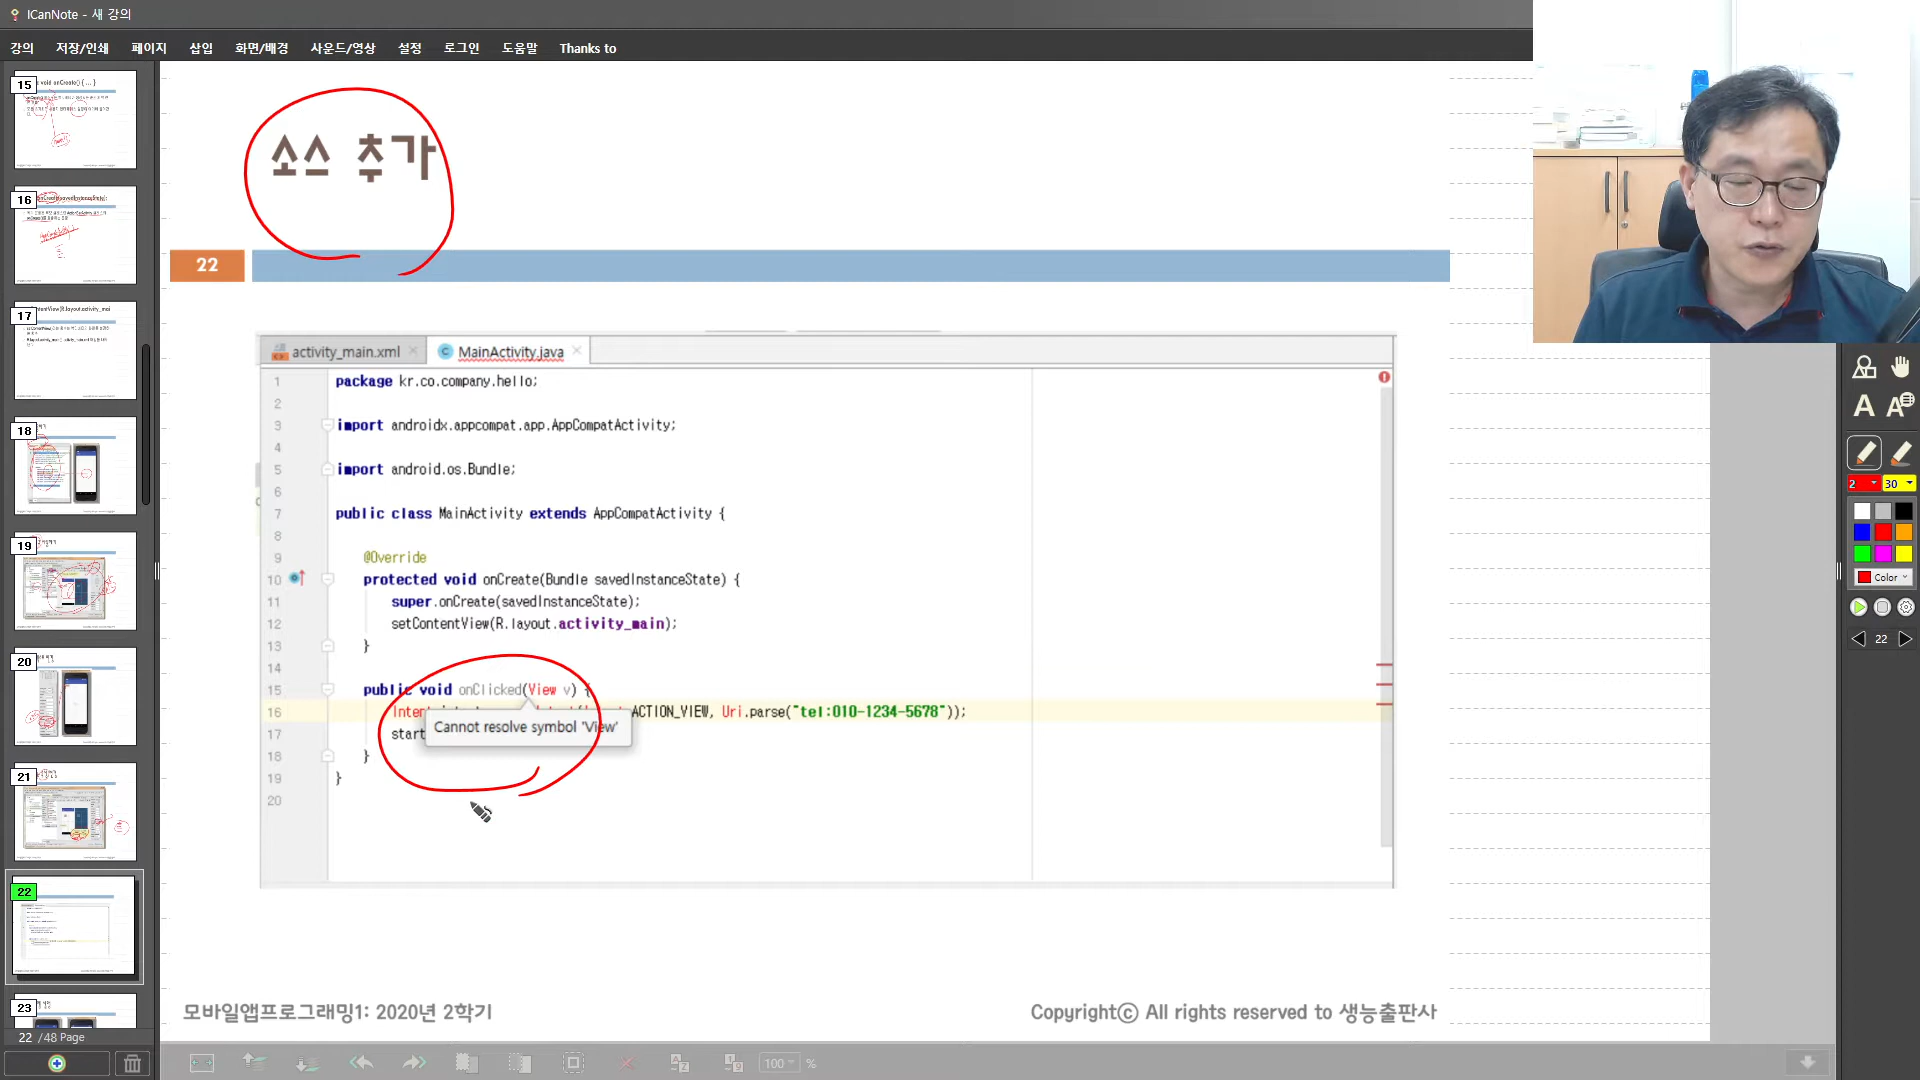 ICanNote - 새 강의
강의 저장/인쇄 페이지 삽입 화면/배경 사운드/영상 설정 로그인 도움말 Thanks to
15
16
17
18
19
20
21
22
23
22 /48 Page
소스 추가
22
activity_main.xml MainActivity.java
1 package kr.co.company.hello;
2
3 import androidx.appcompat.app.AppCompatActivity;
4
5 import android.os.Bundle;
6
7 public class MainActivity extends AppCompatActivity {
8
9 @Override
10 protected void onCreate(Bundle savedInstanceState) {
11 super.onCreate(savedInstanceState);
12 setContentView(R.layout.activity_main);
13 }
14
15 public void onClicked(View v) {
16 ACTION_VIEW, Uri.parse("tel:010-1234-5678"));
Cannot resolve symbol 'View'
17 start
18 }
19 }
20
모바일앱프로그래밍1: 2020년 2학기
Copyrightⓒ All rights reserved to 생능출판사
A A
2 30
Color
22
100 %